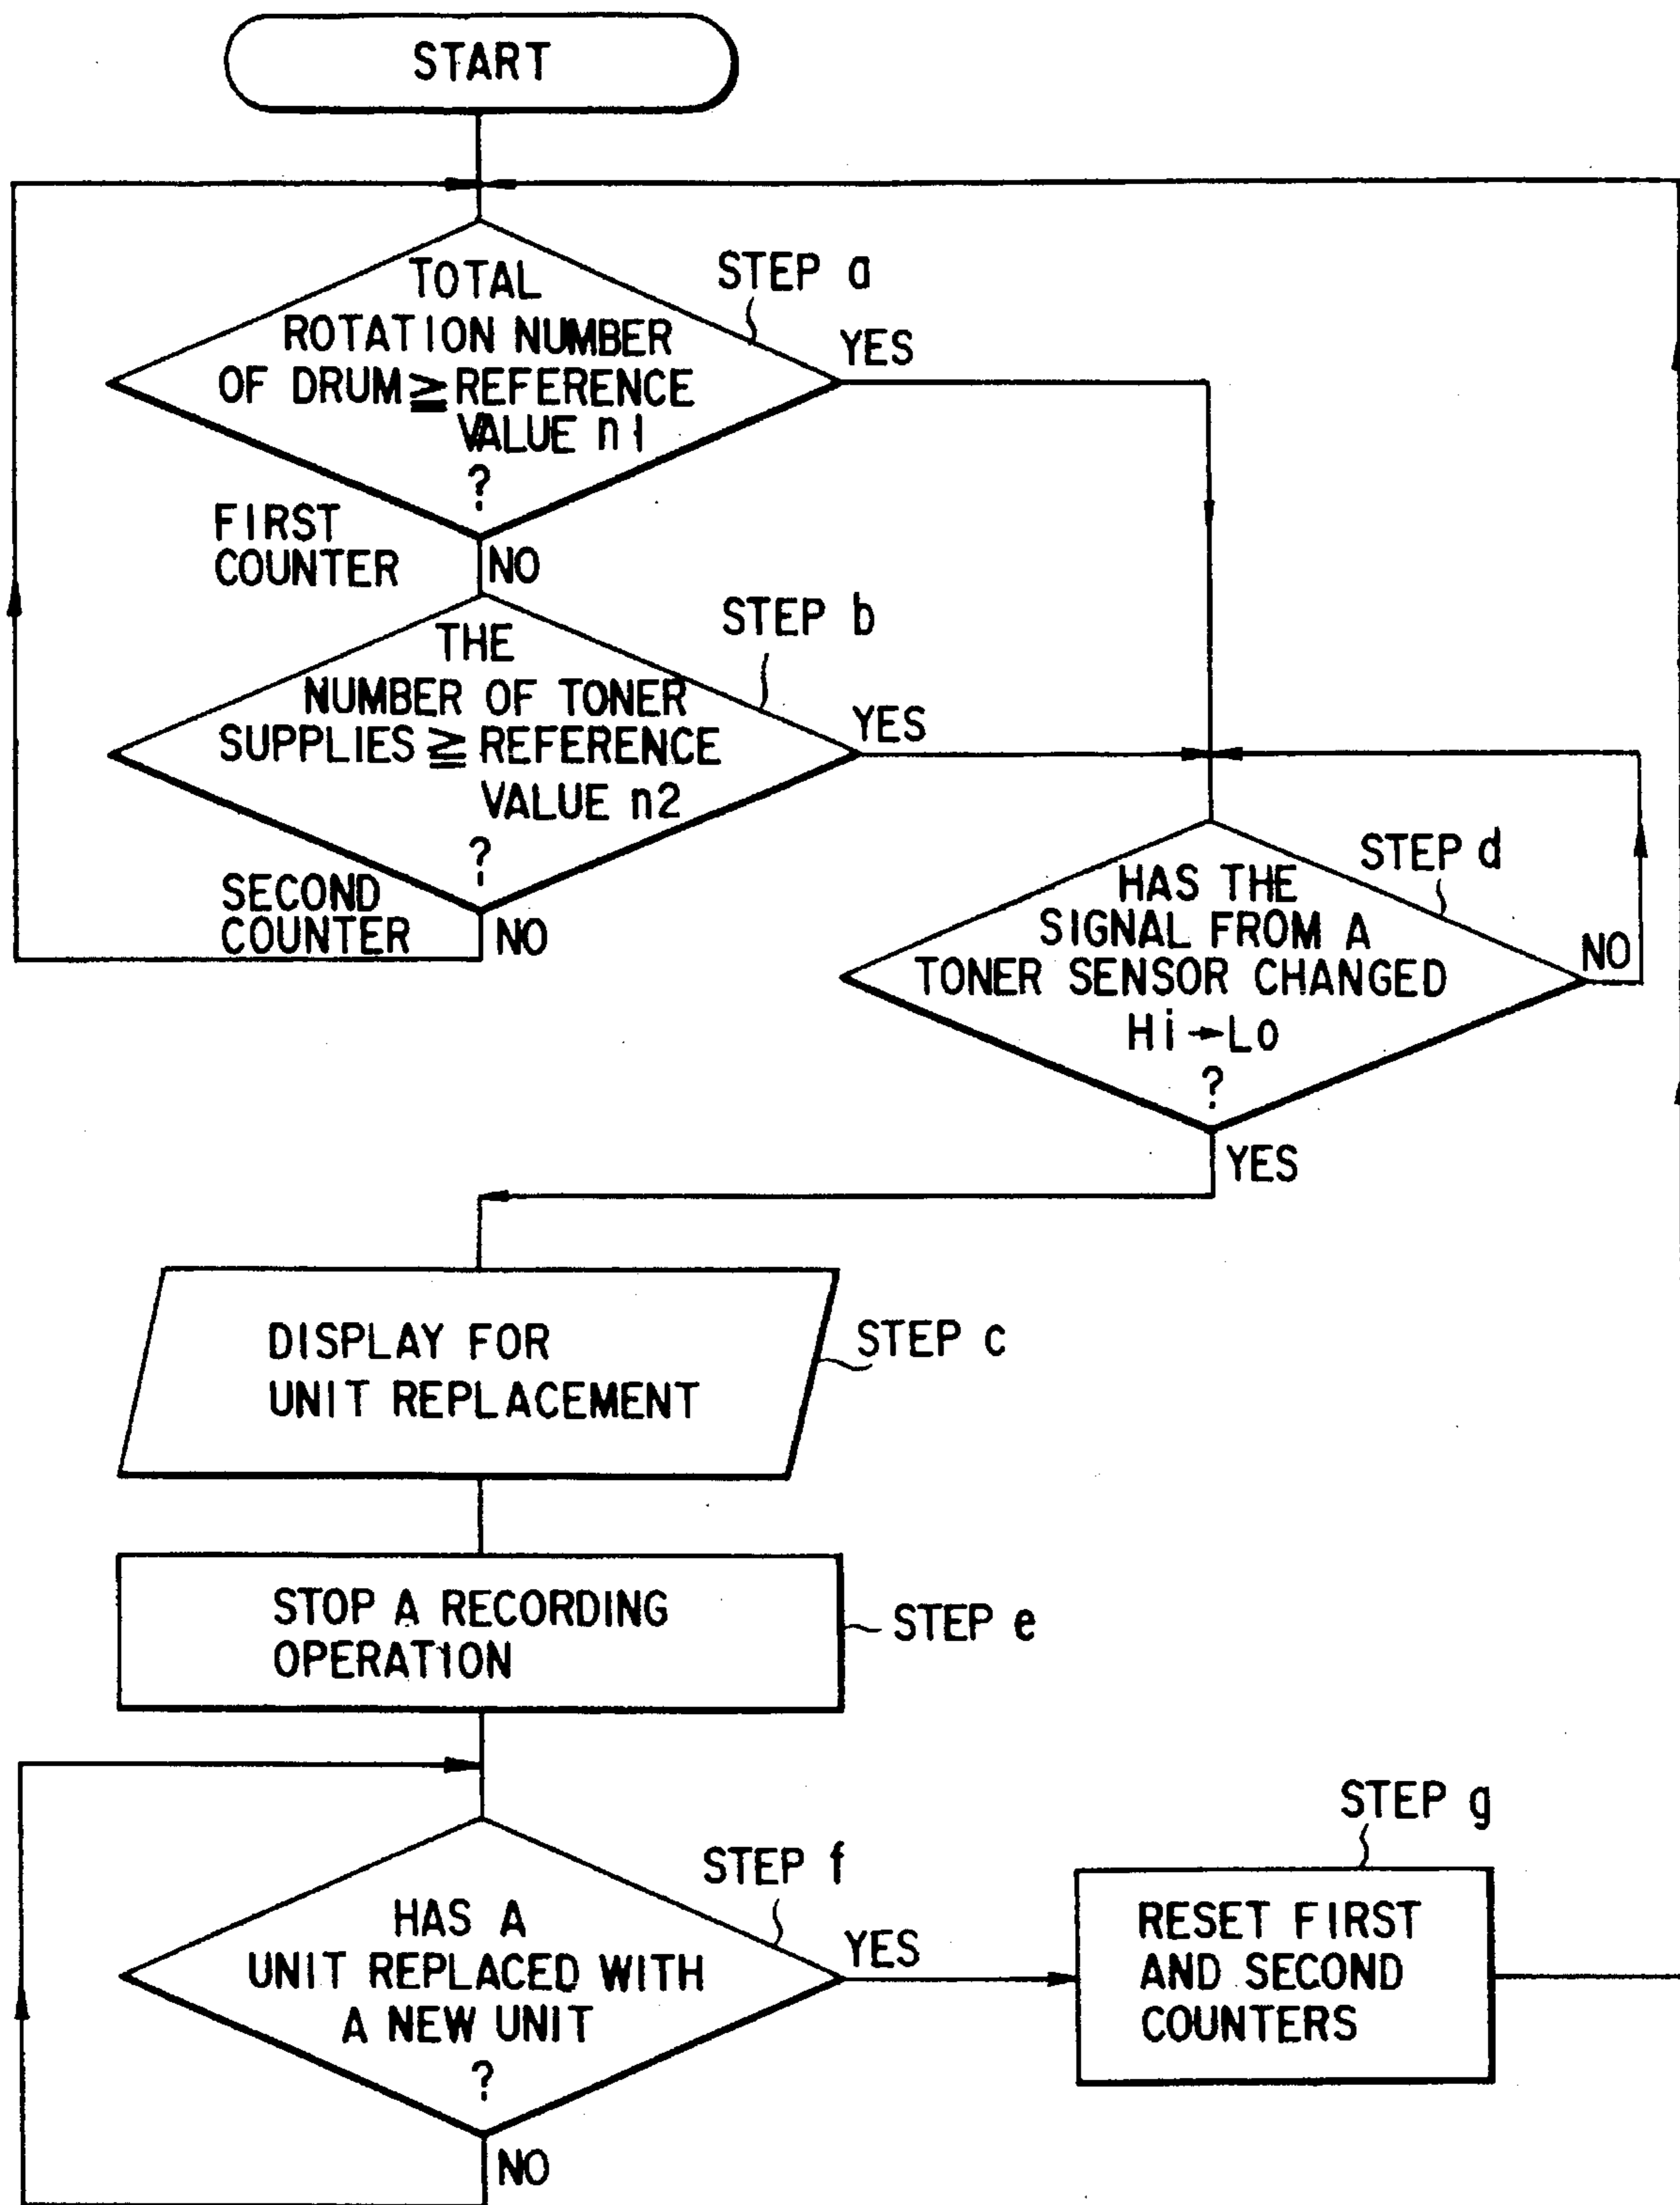 START
STEP a
TOTAL
ROTATION NUMBER
OF DRUM ≧ REFERENCE
VALUE n1
?
YES
FIRST
COUNTER
NO
STEP b
THE
NUMBER OF TONER
SUPPLIES ≧ REFERENCE
VALUE n2
?
YES
SECOND
COUNTER
NO
STEP d
HAS THE
SIGNAL FROM A
TONER SENSOR CHANGED
Hi→Lo
?
NO
YES
DISPLAY FOR
UNIT REPLACEMENT
STEP c
STOP A RECORDING
OPERATION
STEP e
STEP f
HAS A
UNIT REPLACED WITH
A NEW UNIT
?
YES
NO
STEP g
RESET FIRST
AND SECOND
COUNTERS